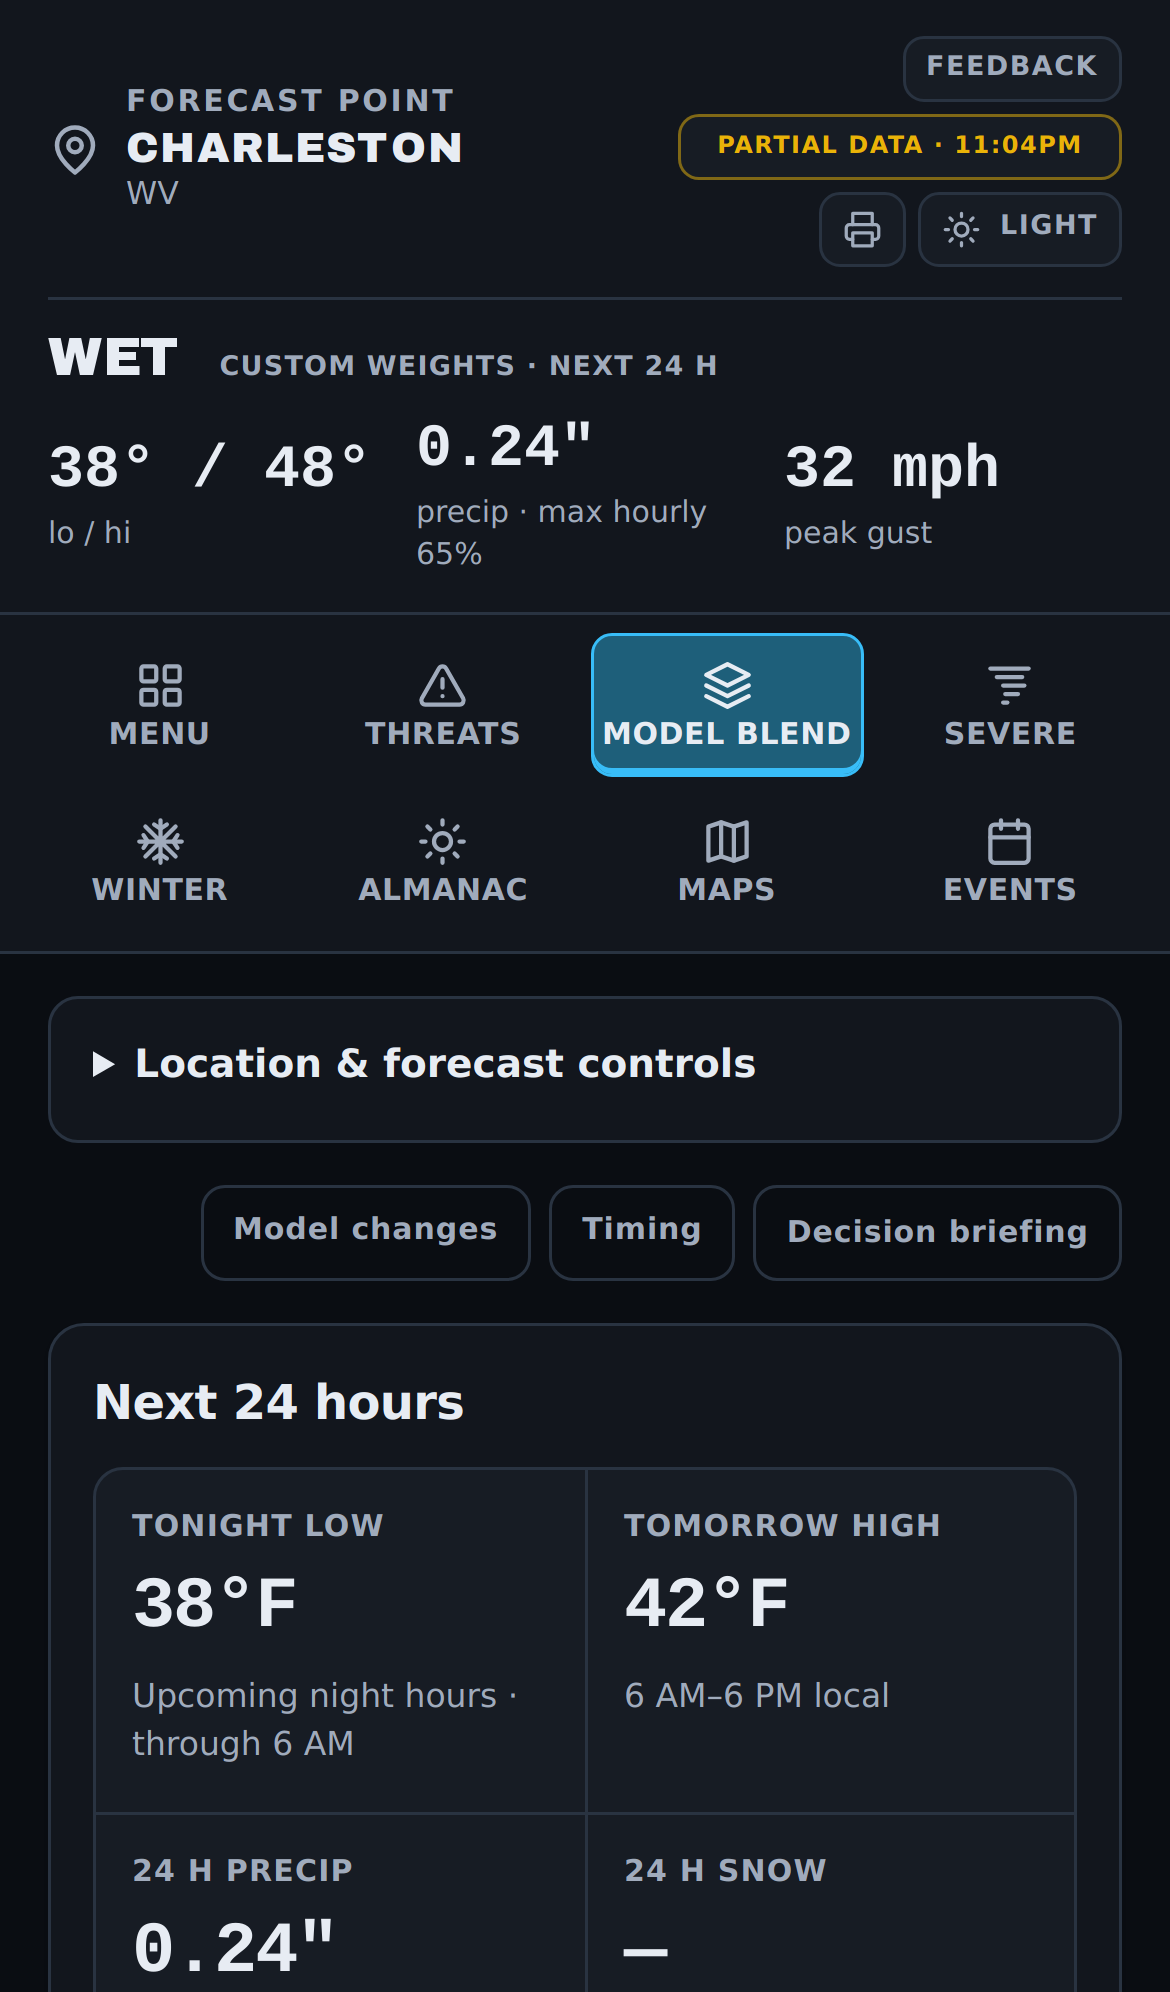 FORECAST POINT
CHARLESTON
WV
FEEDBACK
PARTIAL DATA · 11:04PM
LIGHT
WET CUSTOM WEIGHTS · NEXT 24 H
38° / 48°
lo / hi
0.24"
precip · max hourly
65%
32 mph
peak gust
MENU
THREATS
MODEL BLEND
SEVERE
WINTER
ALMANAC
MAPS
EVENTS
Location & forecast controls
Model changes
Timing
Decision briefing
Next 24 hours
TONIGHT LOW
38°F
Upcoming night hours ·
through 6 AM
TOMORROW HIGH
42°F
6 AM–6 PM local
24 H PRECIP
0.24"
24 H SNOW
—